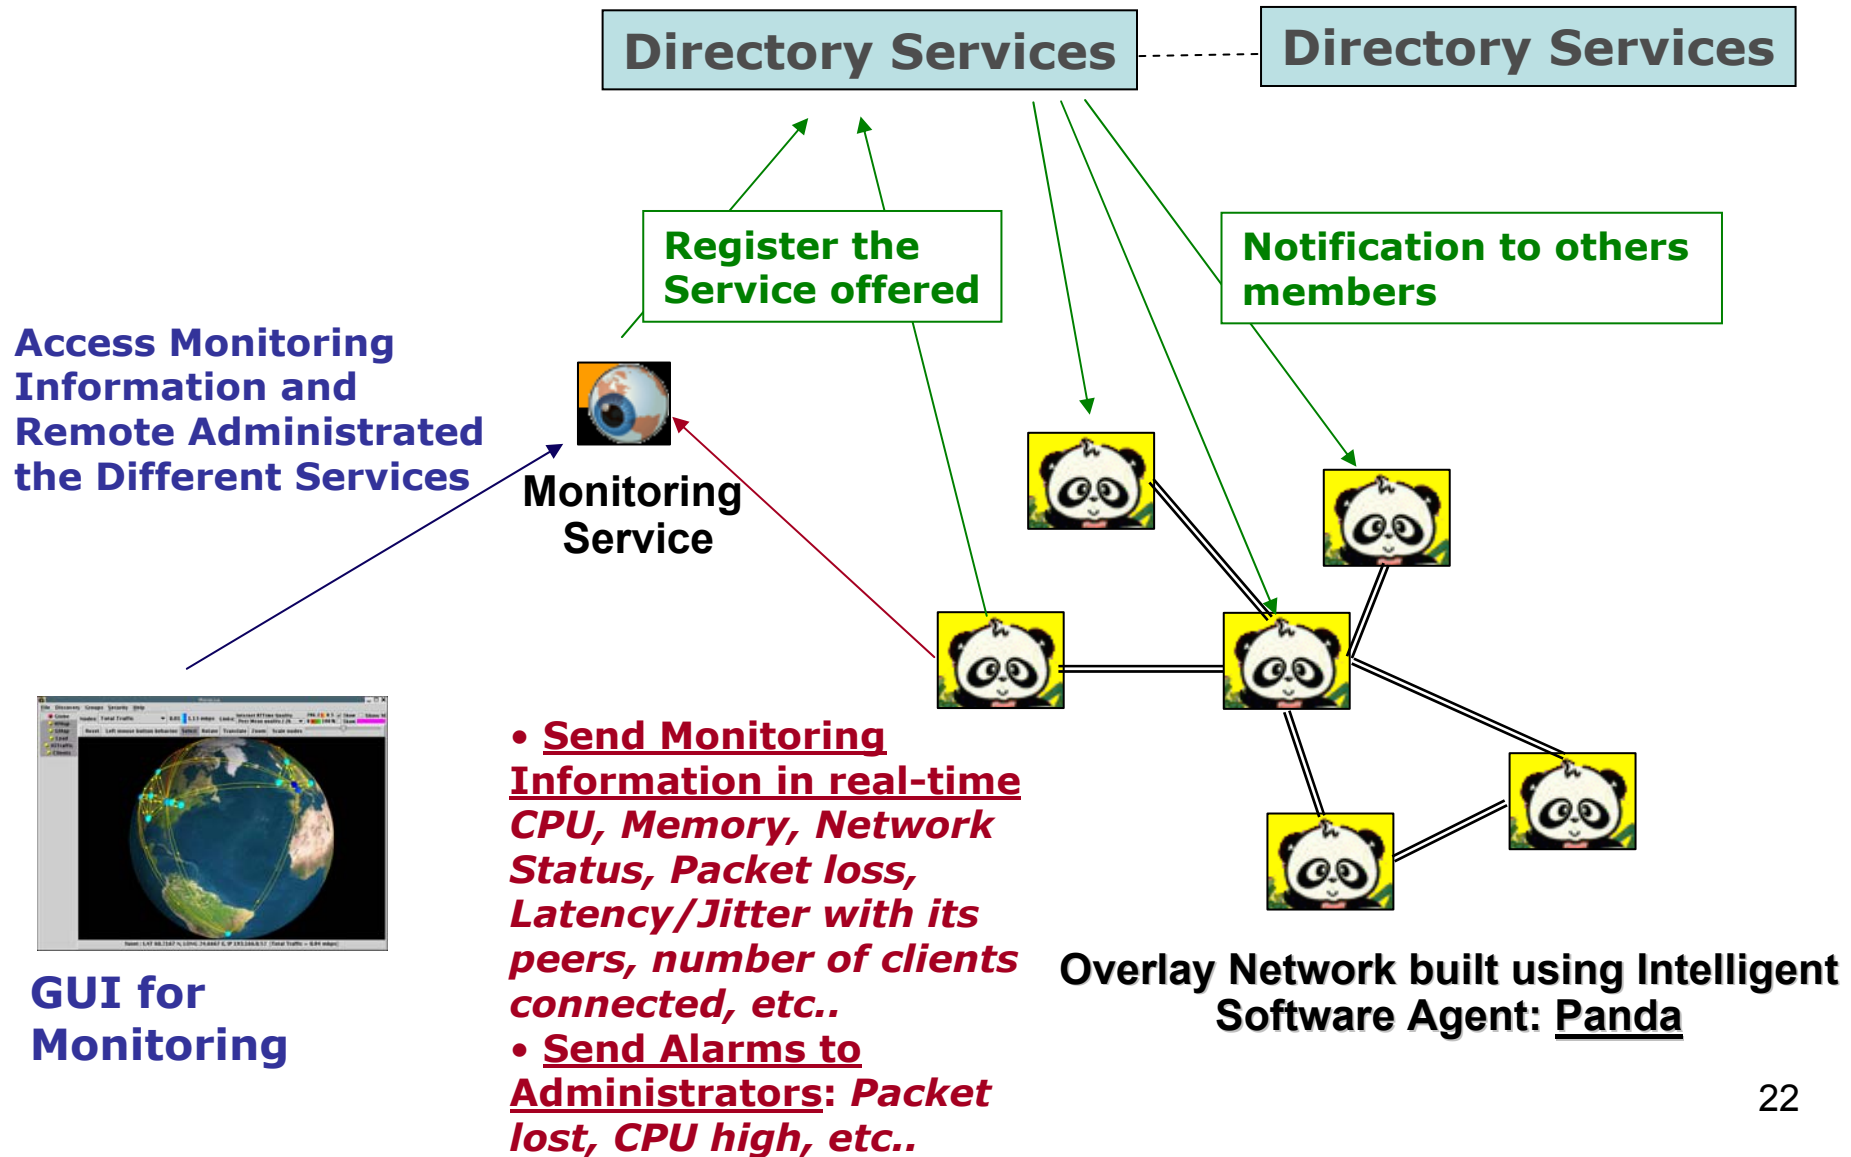 Directory Services
Directory Services
Register the
Service offered
Notification to others
members
Access Monitoring
Information and
Remote Administrated
the Different Services
Monitoring
Service
• Send Monitoring
Information in real-time
CPU, Memory, Network
Status, Packet loss,
Latency/Jitter with its
peers, number of clients
connected, etc..
• Send Alarms to
Administrators: Packet
lost, CPU high, etc..
GUI for
Monitoring
Overlay Network built using Intelligent
Software Agent: Panda
22